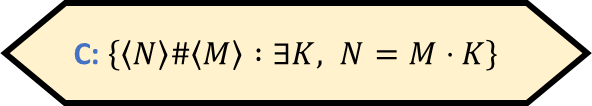 C: {⟨N⟩#⟨M⟩ : ∃K, N = M · K}